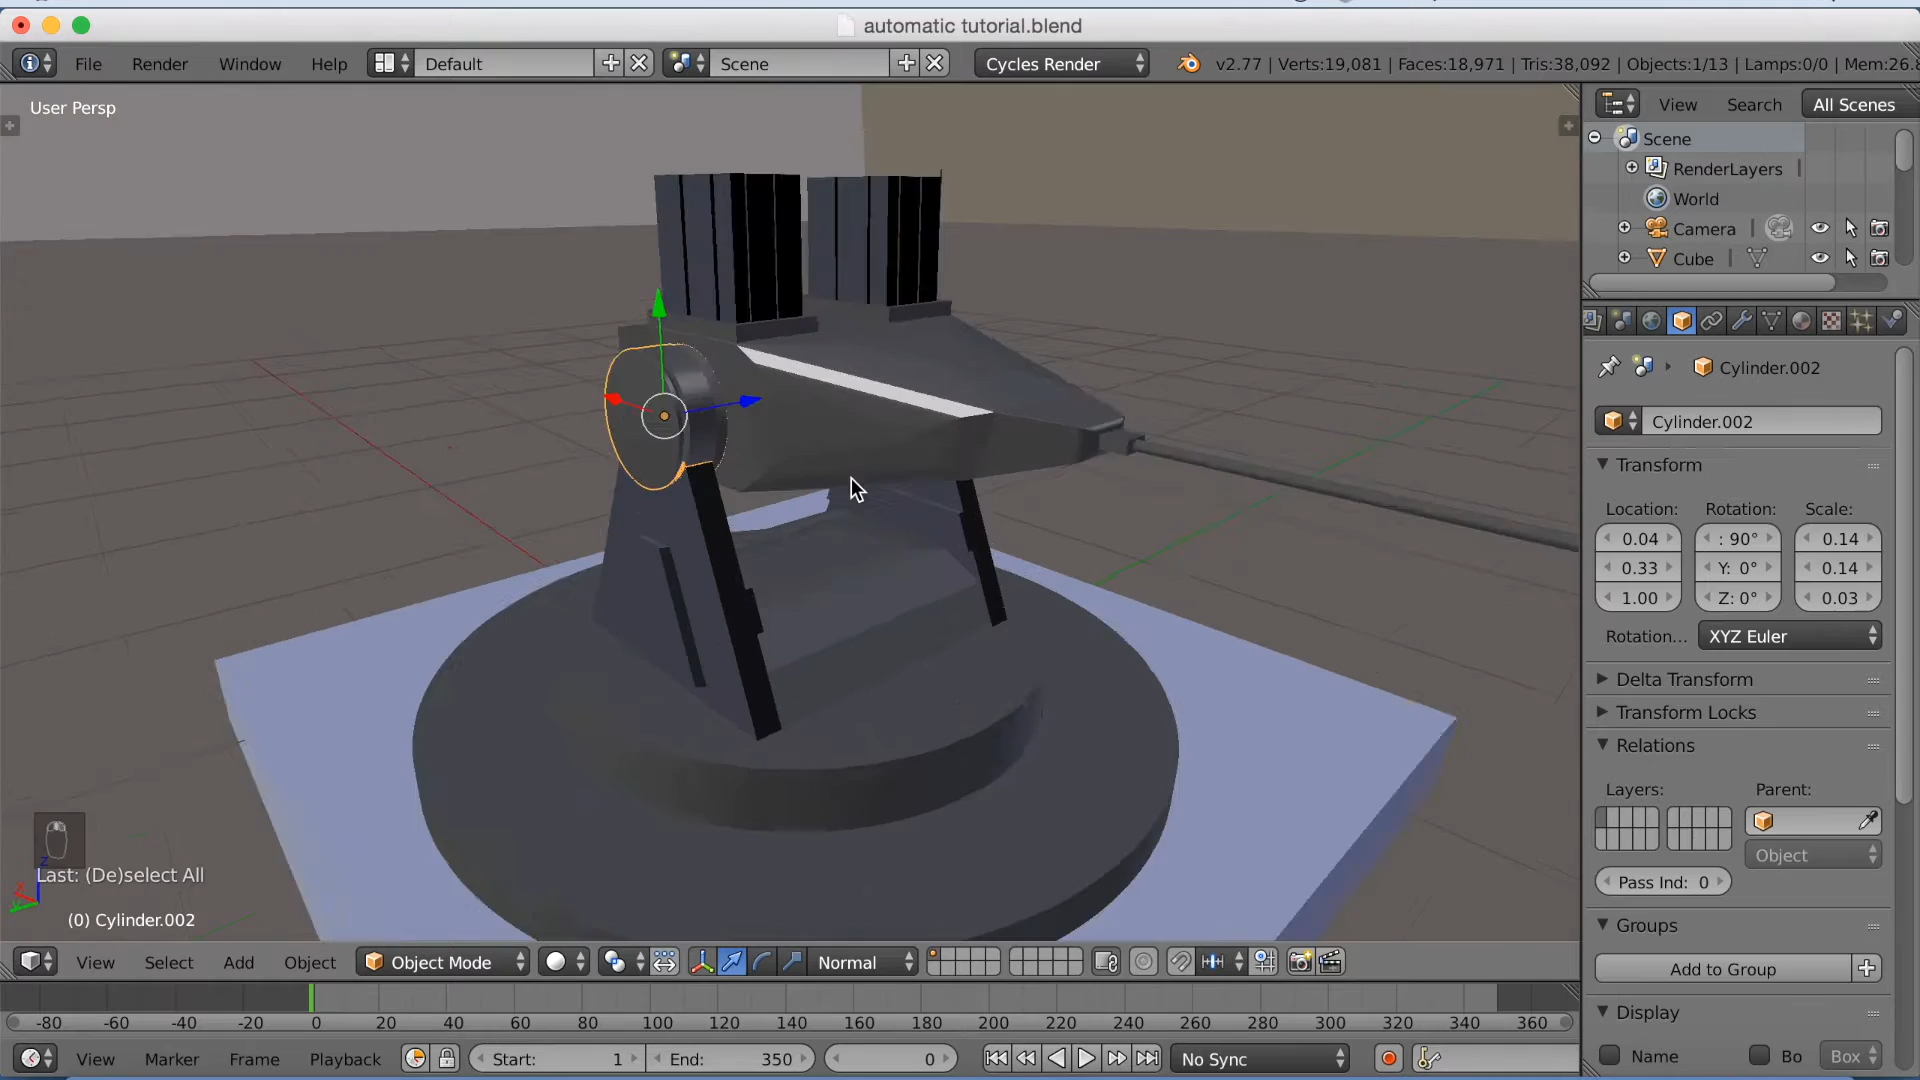 automatic tutorial.blend
File Render Window Help Default Scene Cycles Render v2.77 | Verts:19,081 | Faces:18,971 | Tris:38,092 | Objects:1/13 | Lamps:0/0 | Mem:26.8
User Persp
View Search All Scenes
Scene
RenderLayers
World
Camera
Cube
Cylinder.002
Cylinder.002
Transform
Location: Rotation: Scale:
0.04 : 90° 0.14
0.33 Y: 0° 0.14
1.00 Z: 0° 0.03
Rotation... XYZ Euler
Delta Transform
Transform Locks
Relations
Layers: Parent:
Object
Pass Ind: 0
Groups
Add to Group
Display
Name Bo Box
Last: (De)select All
(0) Cylinder.002
View Select Add Object Object Mode Normal
-80 -60 -40 -20 0 20 40 60 80 100 120 140 160 180 200 220 240 260 280 300 320 340 360
View Marker Frame Playback Start: 1 End: 350 0 No Sync